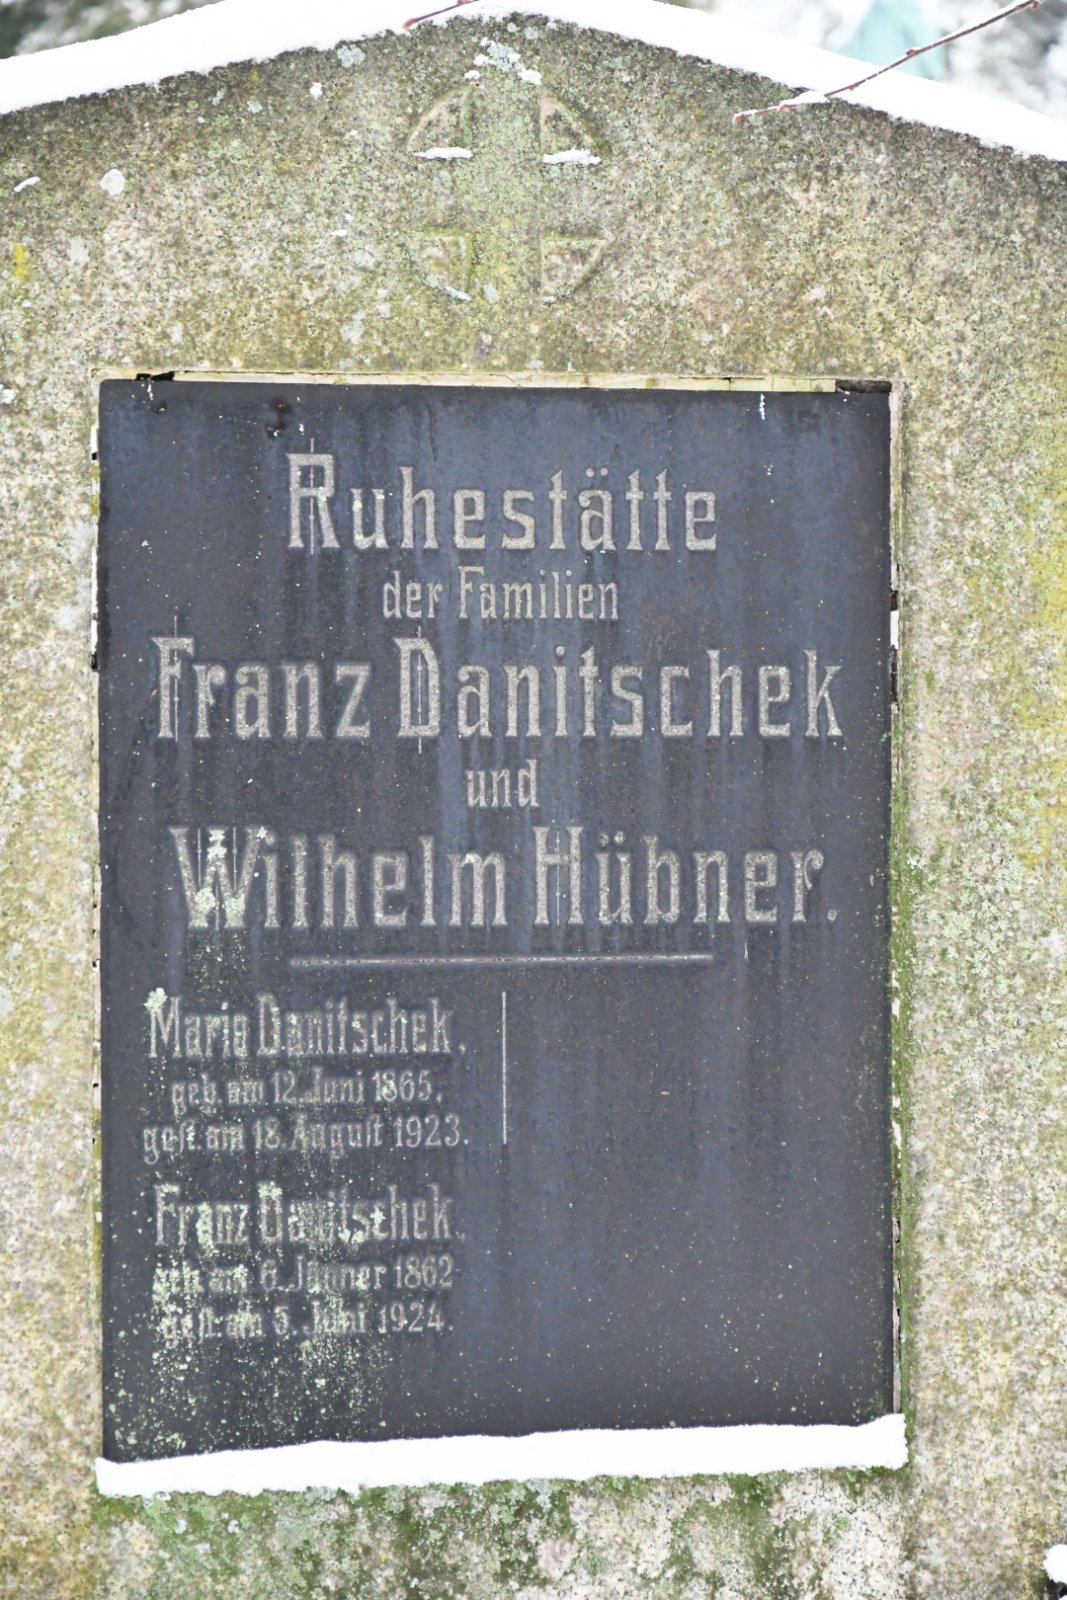 Ruhestätte
der Familien
Franz Danitschek
und
Wilhelm Hübner.
Maria Danitschek,
geb. am 12. Juni 1865,
gest. am 18. August 1923.
Franz Danitschek,
geb. am 6. Jänner 1862
gest. am 5. Juni 1924.